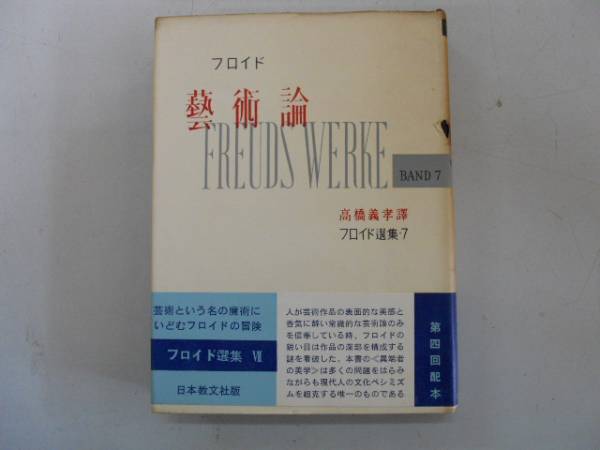 フロイド
藝術論
FREUDS WERKE
BAND 7
高橋義孝譯
フロイド選集・7
芸術という名の魔術に
いどむフロイドの冒険
フロイド選集 Ⅶ
日本教文社版
人が芸術作品の表面的な美感と
香気に酔い常識的な芸術論のみ
を信奉している時、フロイドの
鋭い目は作品の深部を構成する
謎を看破した、本書の＜異端者
の美学＞は多くの問題をはらみ
ながらも現代人の文化ペシミズ
ムを超克する唯一のものである
第四回配本